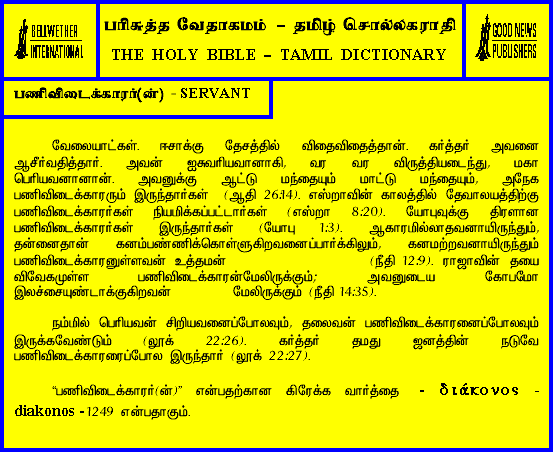 BELLWETHER
INTERNATIONAL
பரிசுத்த வேதாகமம் – தமிழ் சொல்லகராதி
THE HOLY BIBLE – TAMIL DICTIONARY
GOOD NEWS
PUBLISHERS
பணிவிடைக்காரர்(ன்) - SERVANT
வேலையாட்கள். ஈசாக்கு தேசத்தில் விதைவிதைத்தான். கர்த்தர் அவனை
ஆசீர்வதித்தார். அவன் ஐசுவரியவானாகி, வர வர விருத்தியடைந்து, மகா
பெரியவனானான். அவனுக்கு ஆட்டு மந்தையும் மாட்டு மந்தையும், அநேக
பணிவிடைக்காரரும் இருந்தார்கள் (ஆதி 26:14). எஸ்றாவின் காலத்தில் தேவாலயத்திற்கு
பணிவிடைக்காரர்கள் நியமிக்கப்பட்டார்கள் (எஸ்றா 8:20). யோபுவுக்கு திரளான
பணிவிடைக்காரர்கள் இருந்தார்கள் (யோபு 1:3). ஆகாரமில்லாதவனாயிருந்தும்,
தன்னைதான் கனம்பண்ணிக்கொள்ளுகிறவனைப்பார்க்கிலும், கனமற்றவனாயிருந்தும்
பணிவிடைக்காரனுள்ளவன் உத்தமன் (நீதி 12:9). ராஜாவின் தயை
விவேகமுள்ள பணிவிடைக்காரன்மேலிருக்கும்; அவனுடைய கோபமோ
இலச்சையுண்டாக்குகிறவன் மேலிருக்கும் (நீதி 14:35).
நம்மில் பெரியவன் சிறியவனைப்போலவும், தலைவன் பணிவிடைக்காரனைப்போலவும்
இருக்கவேண்டும் (லூக் 22:26). கர்த்தர் தமது ஜனத்தின் நடுவே
பணிவிடைக்காரரைப்போல இருந்தார் (லூக் 22:27).
“பணிவிடைக்காரர்(ன்)” என்பதற்கான கிரேக்க வார்த்தை - διάκονος -
diakonos - 1249 என்பதாகும்.